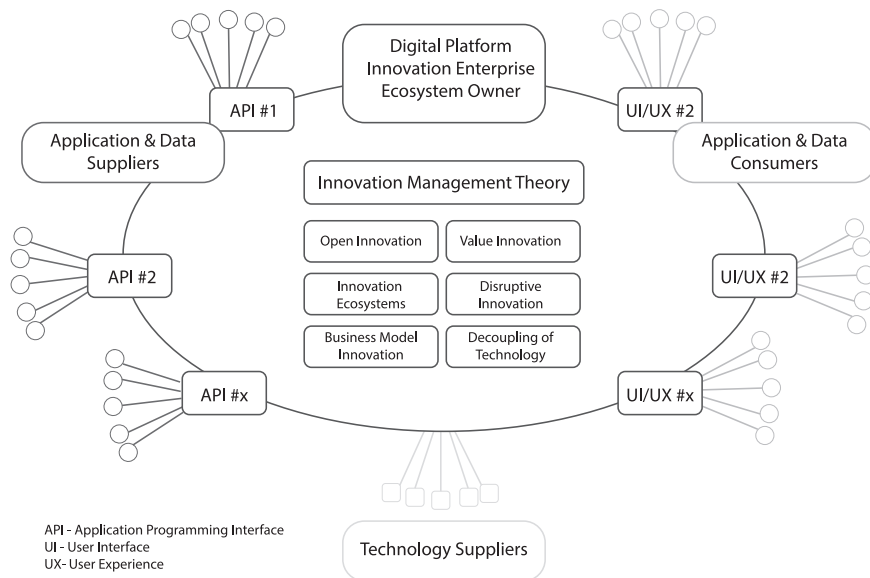 Digital Platform
Innovation Enterprise
Ecosystem Owner
API #1
UI/UX #2
Application & Data
Suppliers
Application & Data
Consumers
Innovation Management Theory
Open Innovation
Value Innovation
API #2
UI/UX #2
Innovation
Ecosystems
Disruptive
Innovation
Business Model
Innovation
Decoupling of
Technology
API #x
UI/UX #x
API - Application Programming Interface
UI - User Interface
UX- User Experience
Technology Suppliers